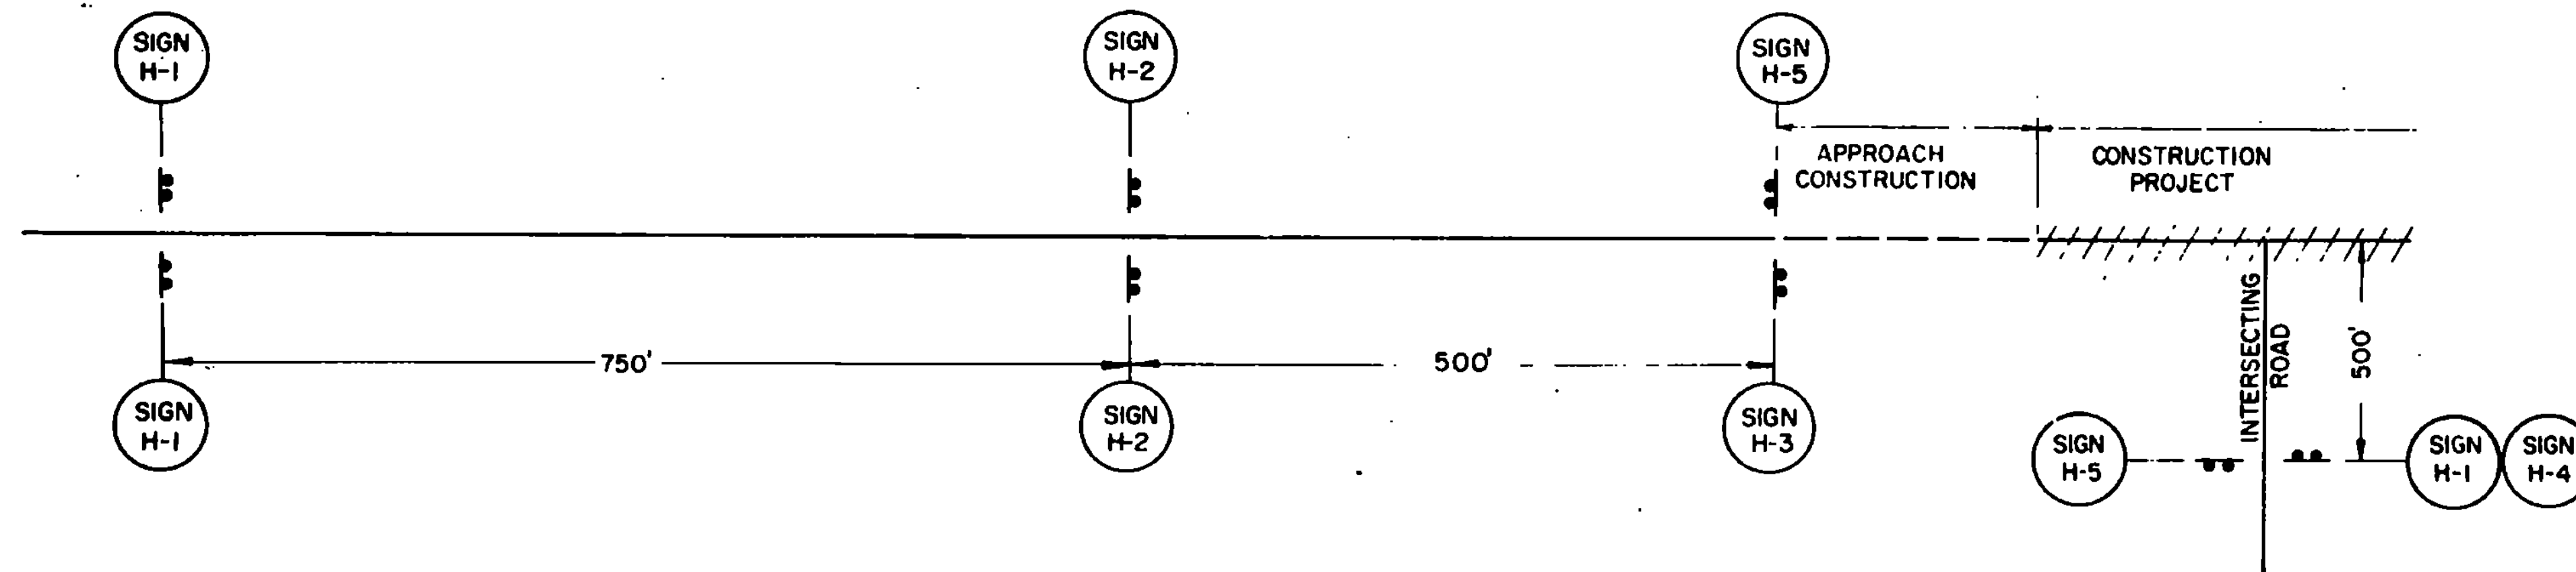 SIGN
H-1
SIGN
H-2
SIGN
H-5
APPROACH
CONSTRUCTION
CONSTRUCTION
PROJECT
750'
500'
SIGN
H-1
SIGN
H-2
SIGN
H-3
INTERSECTING
ROAD
500'
SIGN
H-5
SIGN
H-1
SIGN
H-4